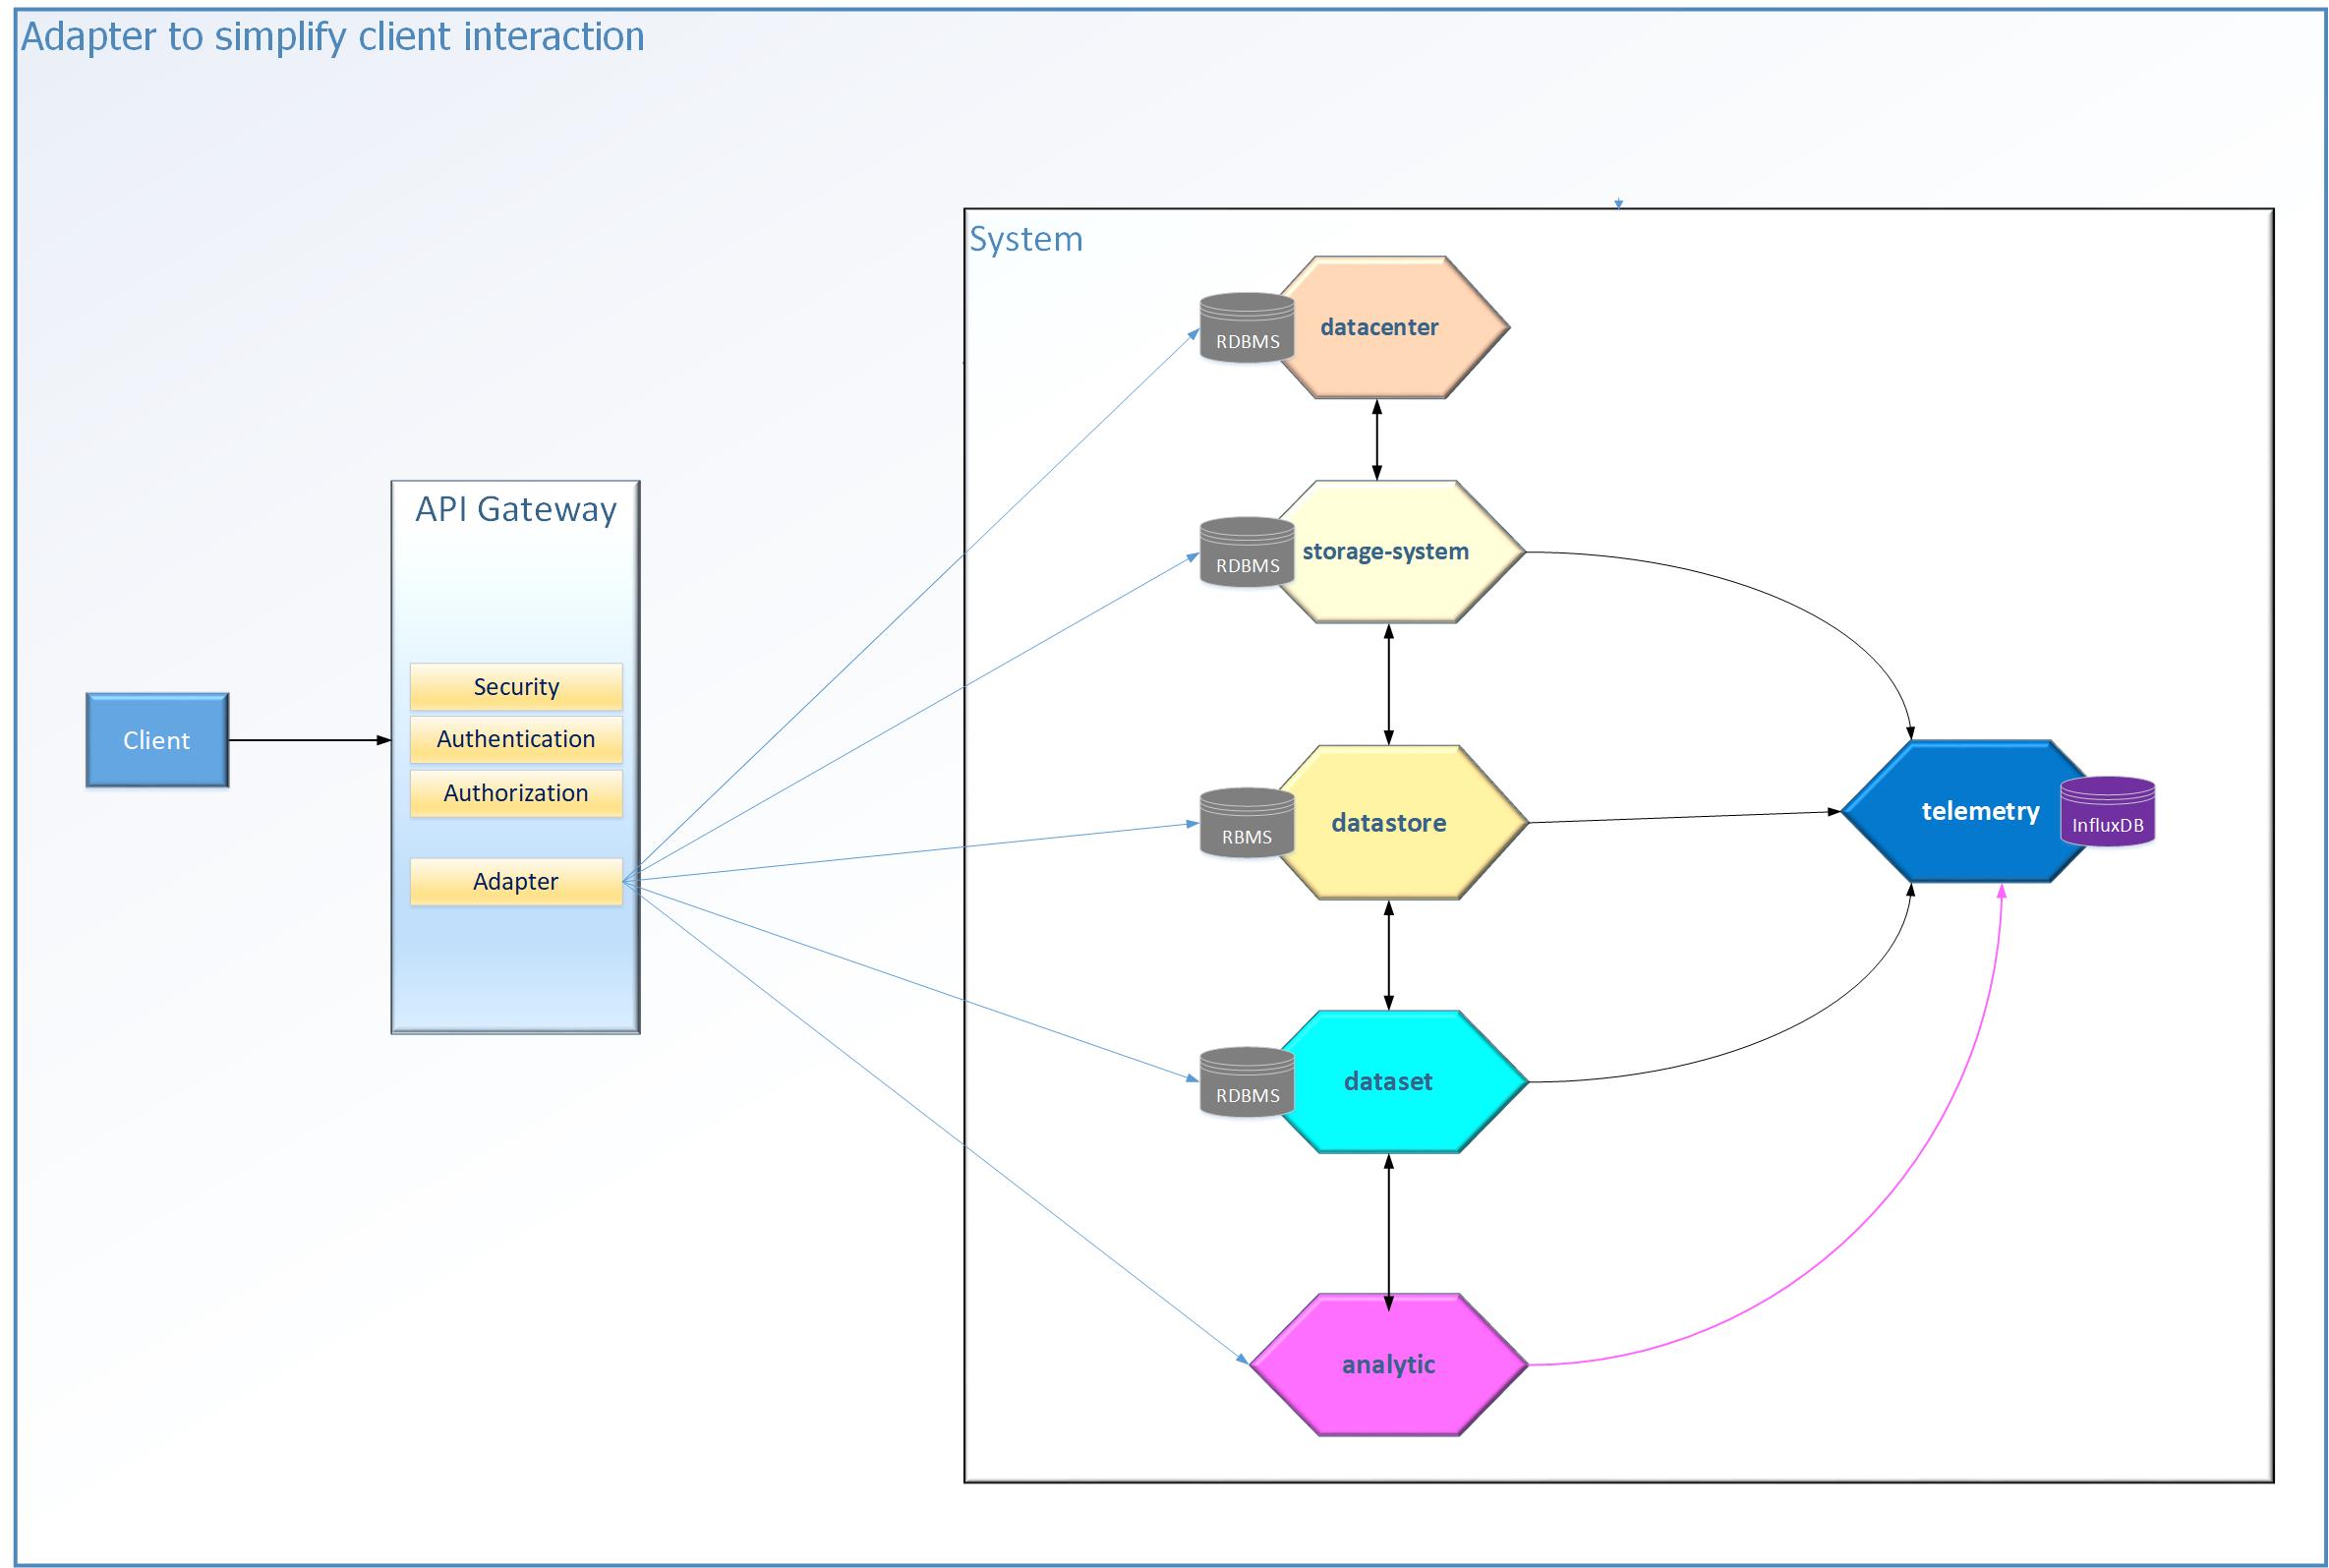 Adapter to simplify client interaction
System
RDBMS
datacenter
API Gateway
RDBMS
storage-system
Security
Client
Authentication
Authorization
RBMS
datastore
telemetry
InfluxDB
Adapter
RDBMS
dataset
analytic